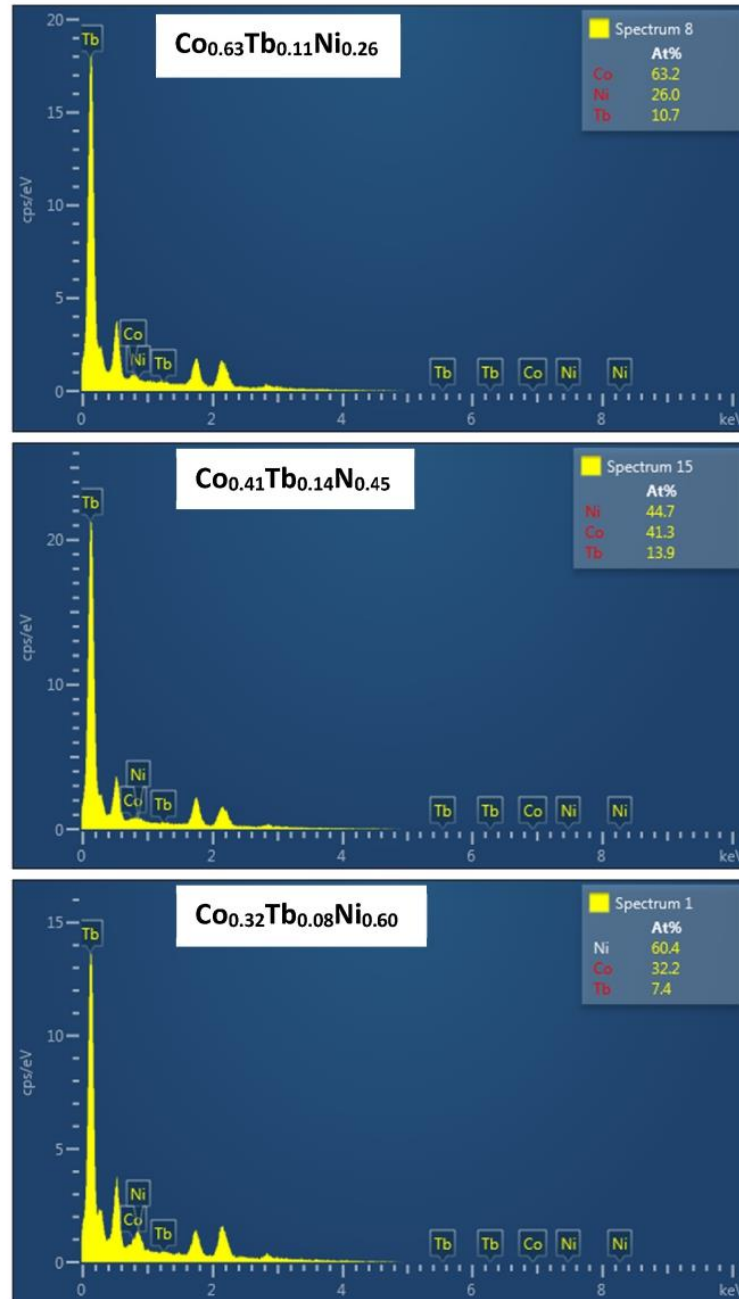 Co0.63Tb0.11Ni0.26
Spectrum 8
At%
Co 63.2
Ni 26.0
Tb 10.7
20
15
10
5
0
cps/eV
Tb
Co
Ni Tb
Tb Tb Co Ni Ni
0 2 4 6 8 keV
Co0.41Tb0.14N0.45
Spectrum 15
At%
Ni 44.7
Co 41.3
Tb 13.9
20
10
0
cps/eV
Tb
Ni
Co Tb
Tb Tb Co Ni Ni
0 2 4 6 8 keV
Co0.32Tb0.08Ni0.60
Spectrum 1
At%
Ni 60.4
Co 32.2
Tb 7.4
15
10
5
0
cps/eV
Tb
Ni
Co Tb
Tb Tb Co Ni Ni
0 2 4 6 8 keV